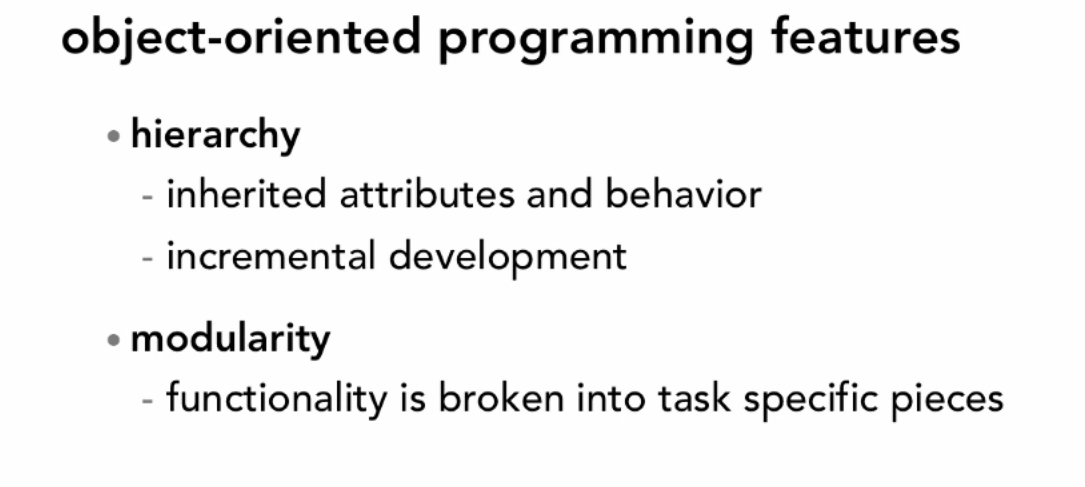 object-oriented programming features
• hierarchy
- inherited attributes and behavior
- incremental development
• modularity
- functionality is broken into task specific pieces